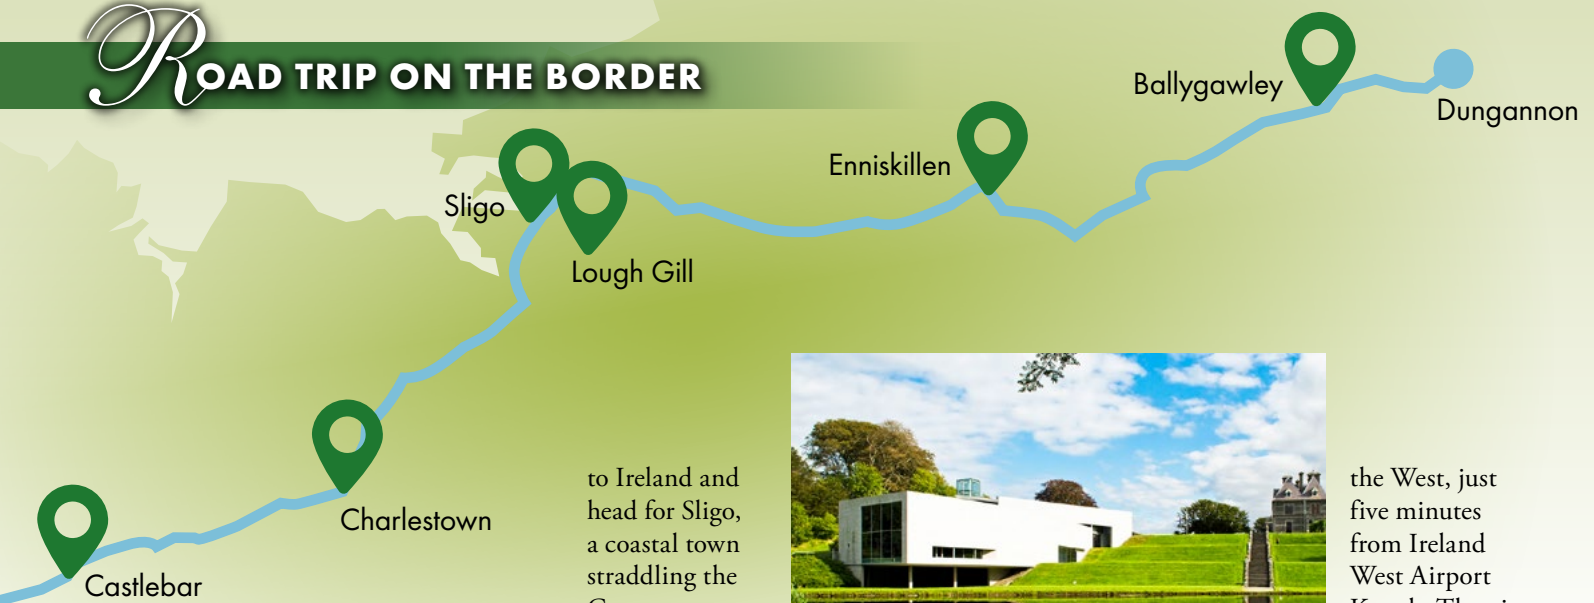 ROAD TRIP ON THE BORDER
Ballygawley
Dungannon
Enniskillen
Sligo
Lough Gill
Charlestown
Castlebar
to Ireland and
head for Sligo,
a coastal town
straddling the
the West, just
five minutes
from Ireland
West Airport